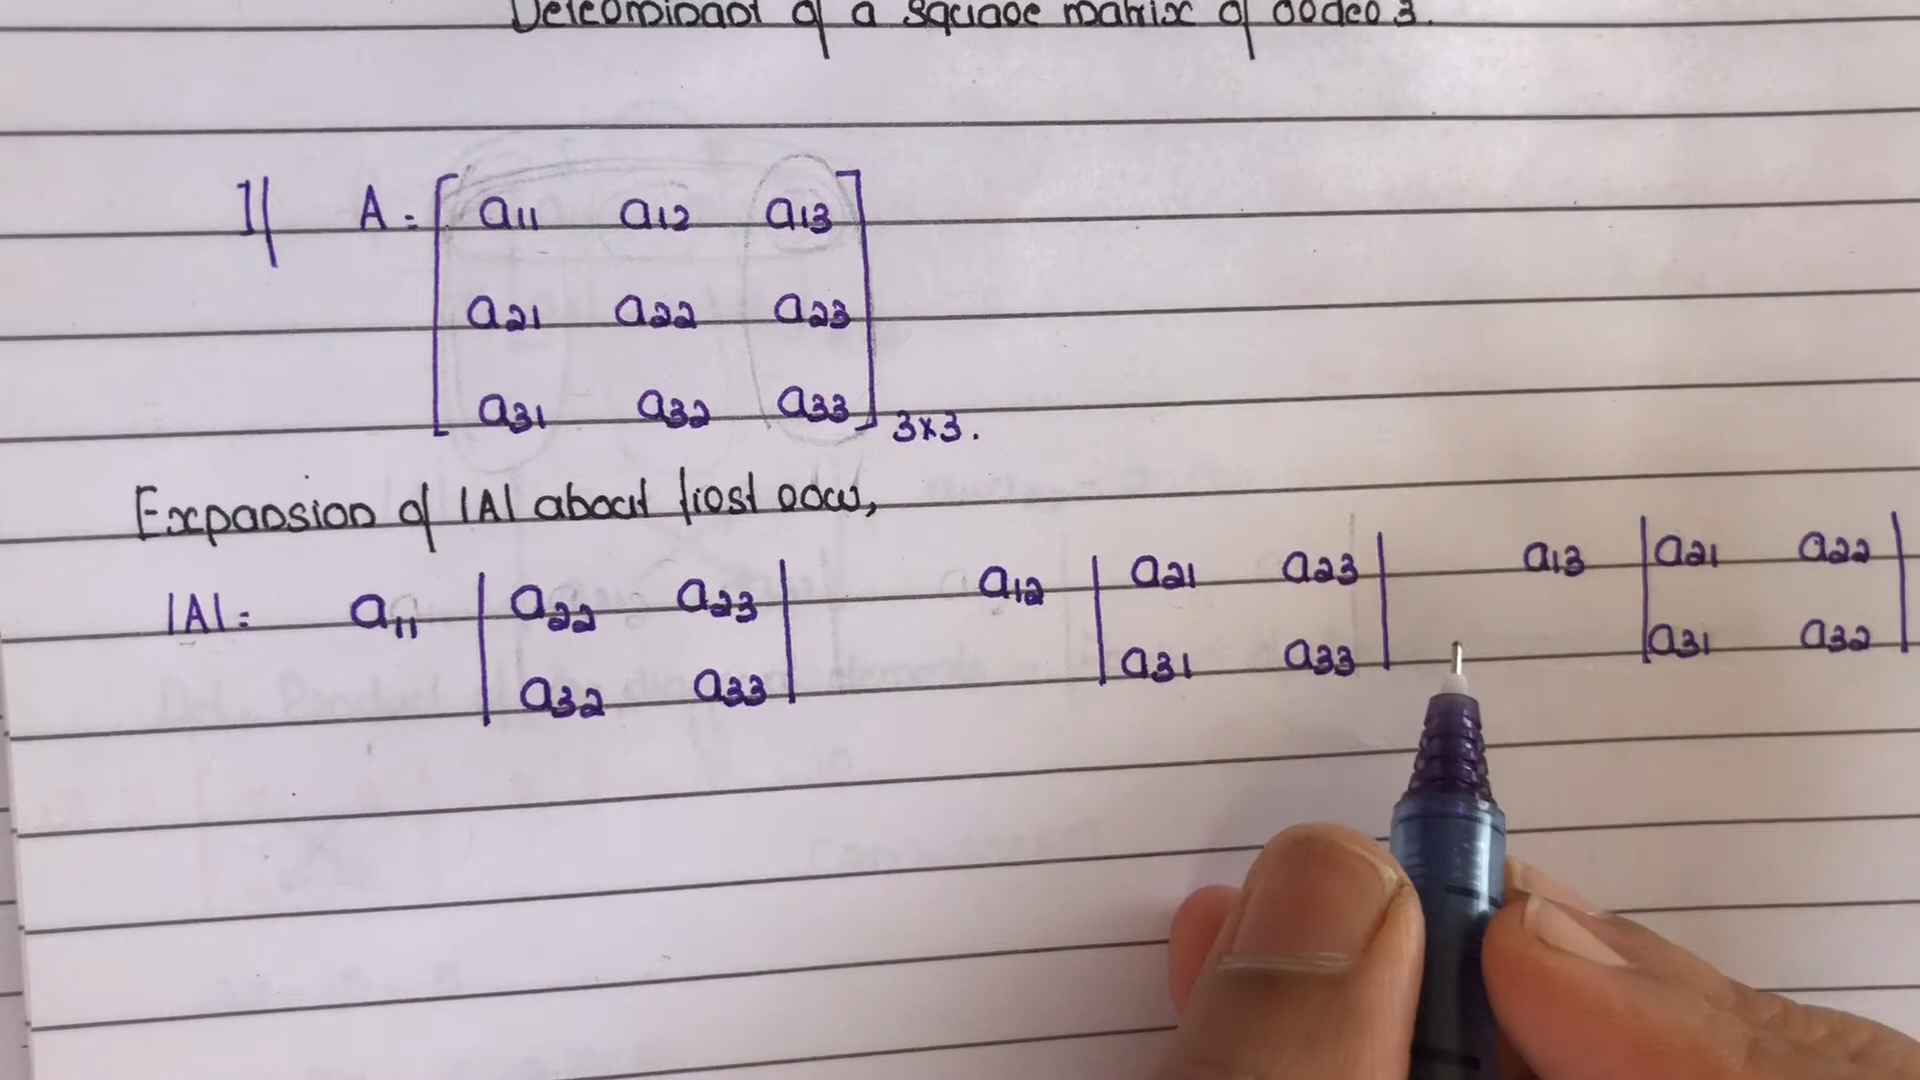 Determinant of a square matrix of order 3.
If A = [ a11 a12 a13
a21 a22 a23
a31 a32 a33 ] 3x3.
Expansion of |A| about first row,
|A| = a11 | a22 a23 | a12 | a21 a23 | a13 | a21 a22 |
| a32 a33 | | a31 a33 | | a31 a32 |